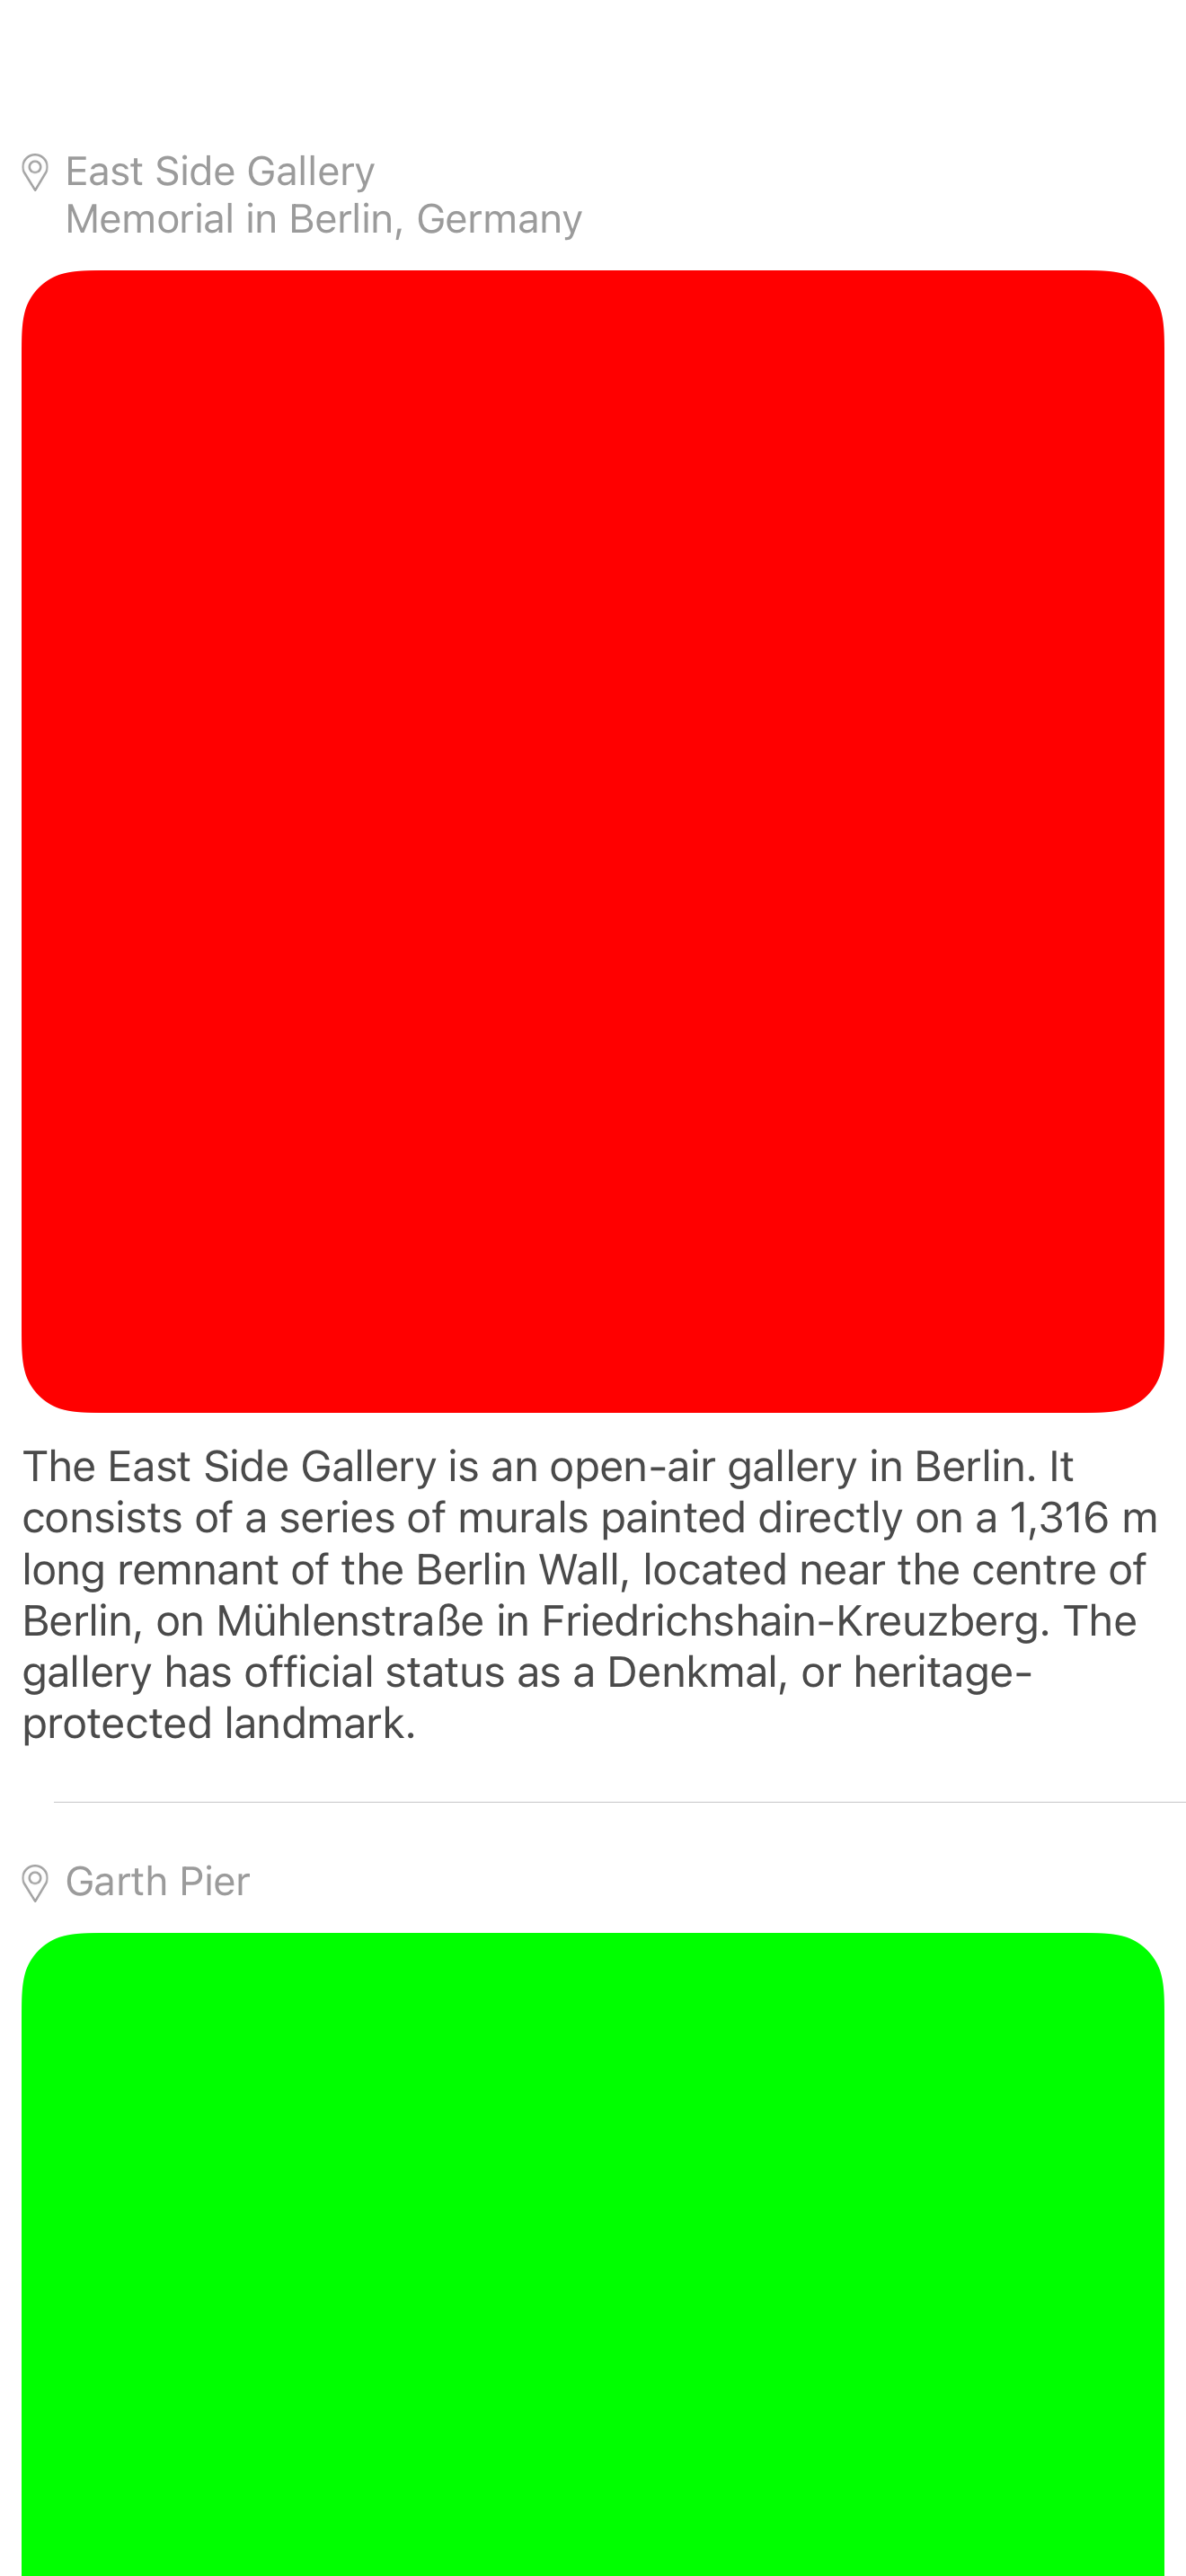 East Side Gallery
Memorial in Berlin, Germany
The East Side Gallery is an open-air gallery in Berlin. It
consists of a series of murals painted directly on a 1,316 m
long remnant of the Berlin Wall, located near the centre of
Berlin, on Mühlenstraße in Friedrichshain-Kreuzberg. The
gallery has official status as a Denkmal, or heritage-
protected landmark.
Garth Pier